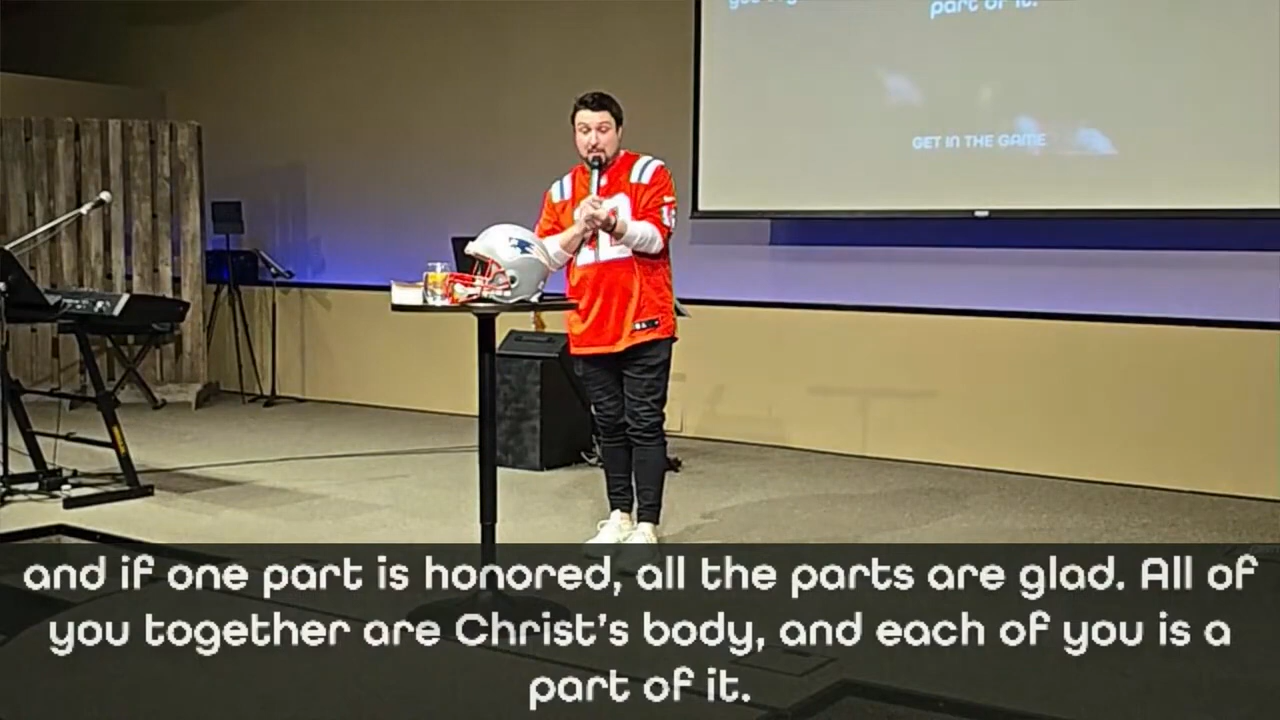 part of it.
GET IN THE GAME
12
and if one part is honored, all the parts are glad. All of
you together are Christ's body, and each of you is a
part of it.